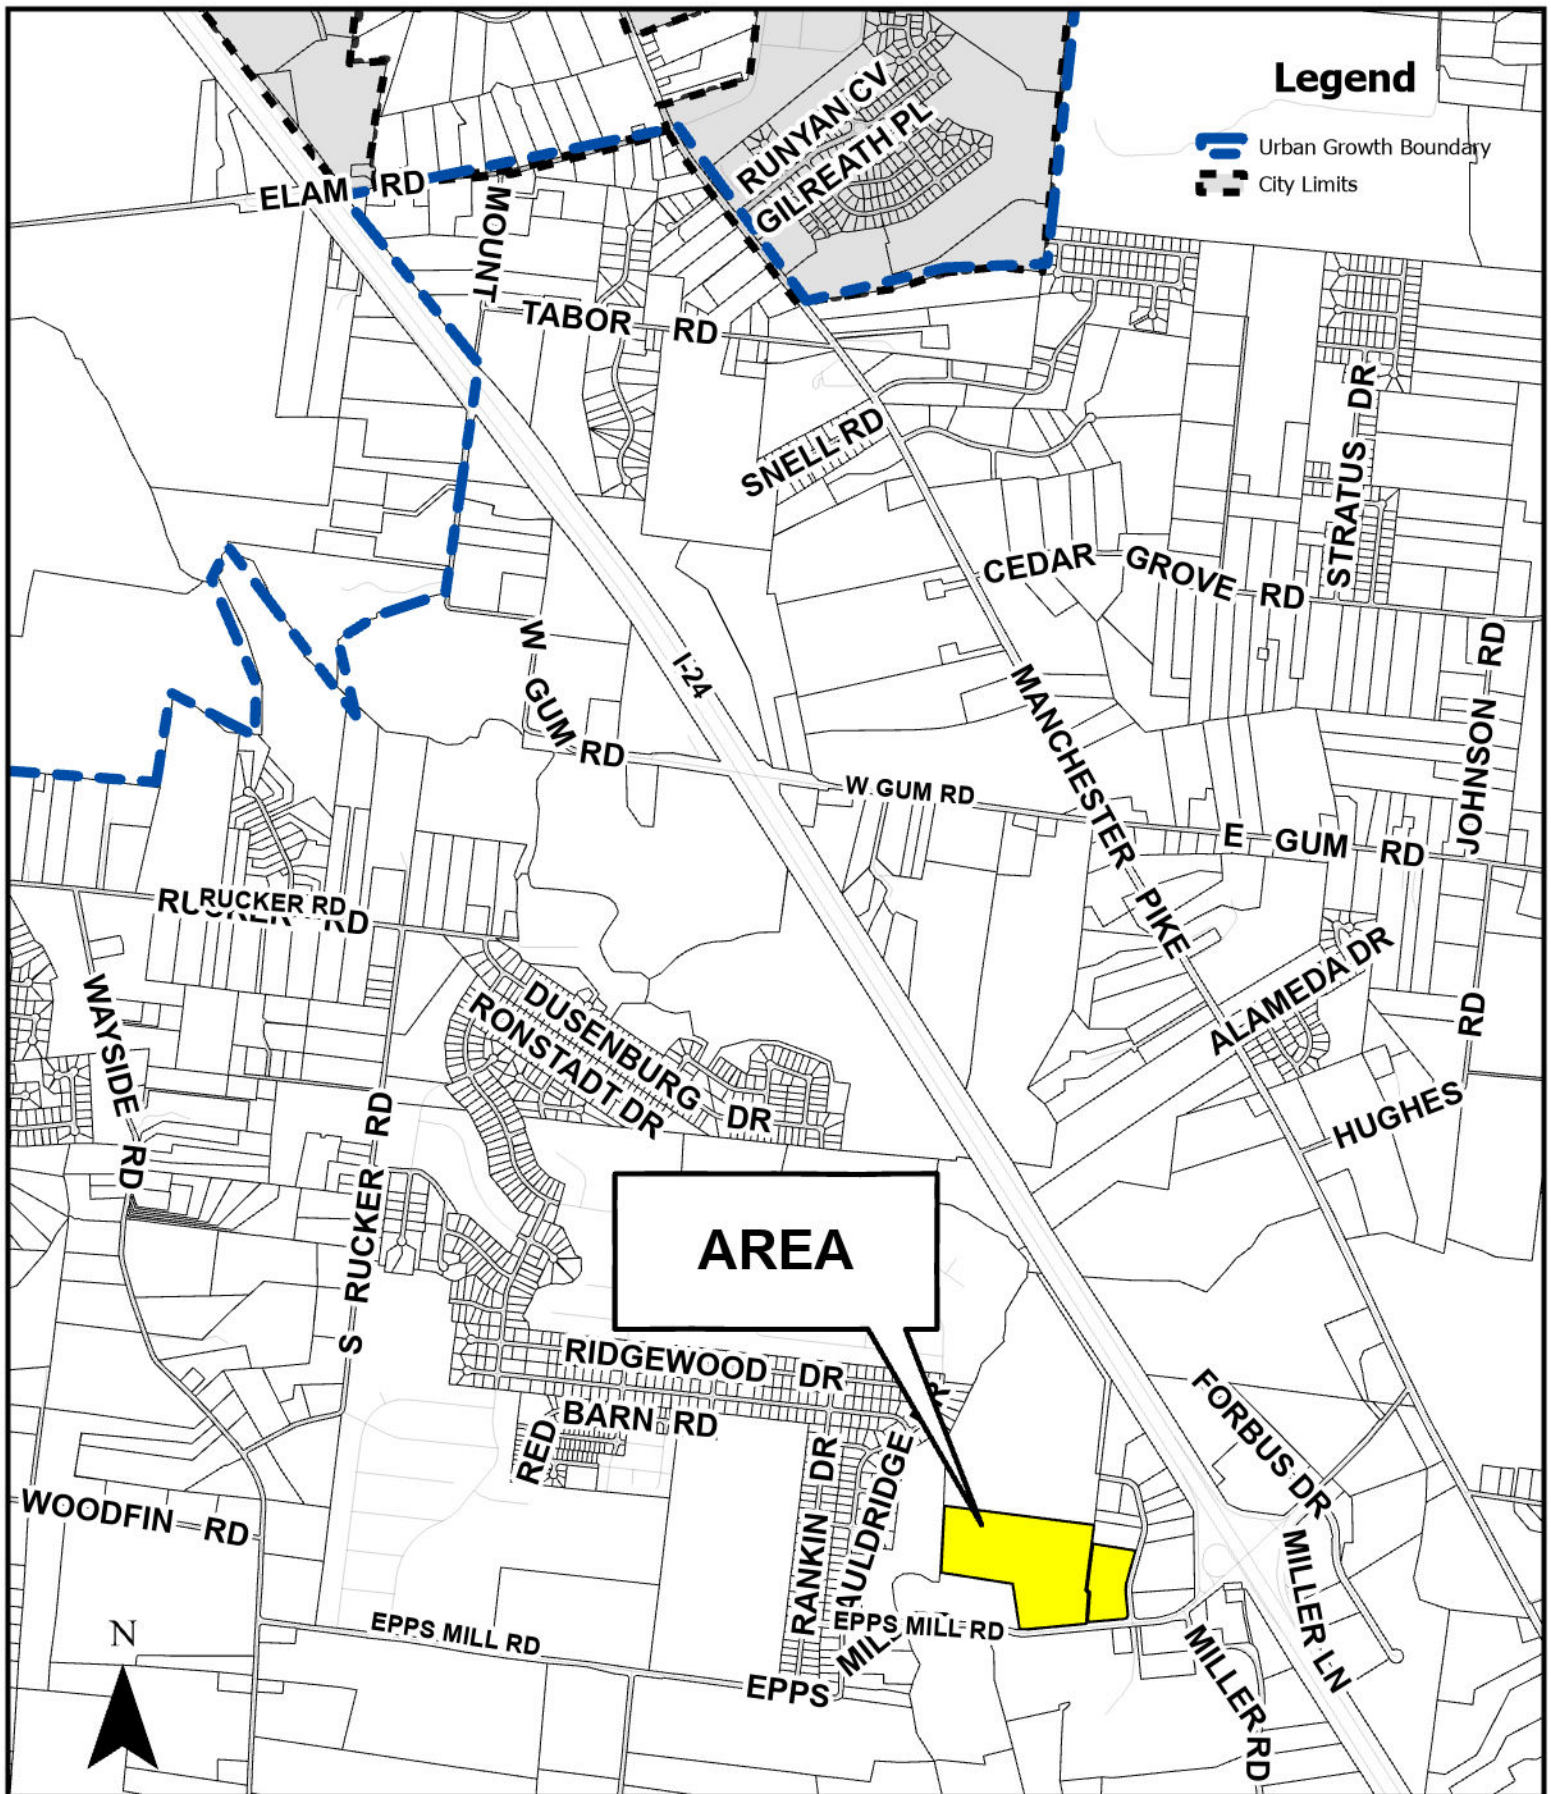 Legend
Urban Growth Boundary
City Limits
RUNYAN CV
GILREATH PL
ELAM RD
MOUNT
TABOR RD
SNELL RD
STRATUS DR
CEDAR GROVE RD
W
GUM RD
I-24
MANCHESTER PIKE
JOHNSON RD
W GUM RD
E GUM RD
RUCKER RD
RUCKER RD
WAYSIDE RD
DUSENBURG DR
RONSTADT DR
ALAMEDA DR
HUGHES RD
S RUCKER RD
AREA
RIDGEWOOD DR
RED BARN RD
RANKIN DR
FORBUS DR
WOODFIN RD
MILLER LN
EPPS MILL RD
EPPS MILL RD
EPPS
MILLER RD
N